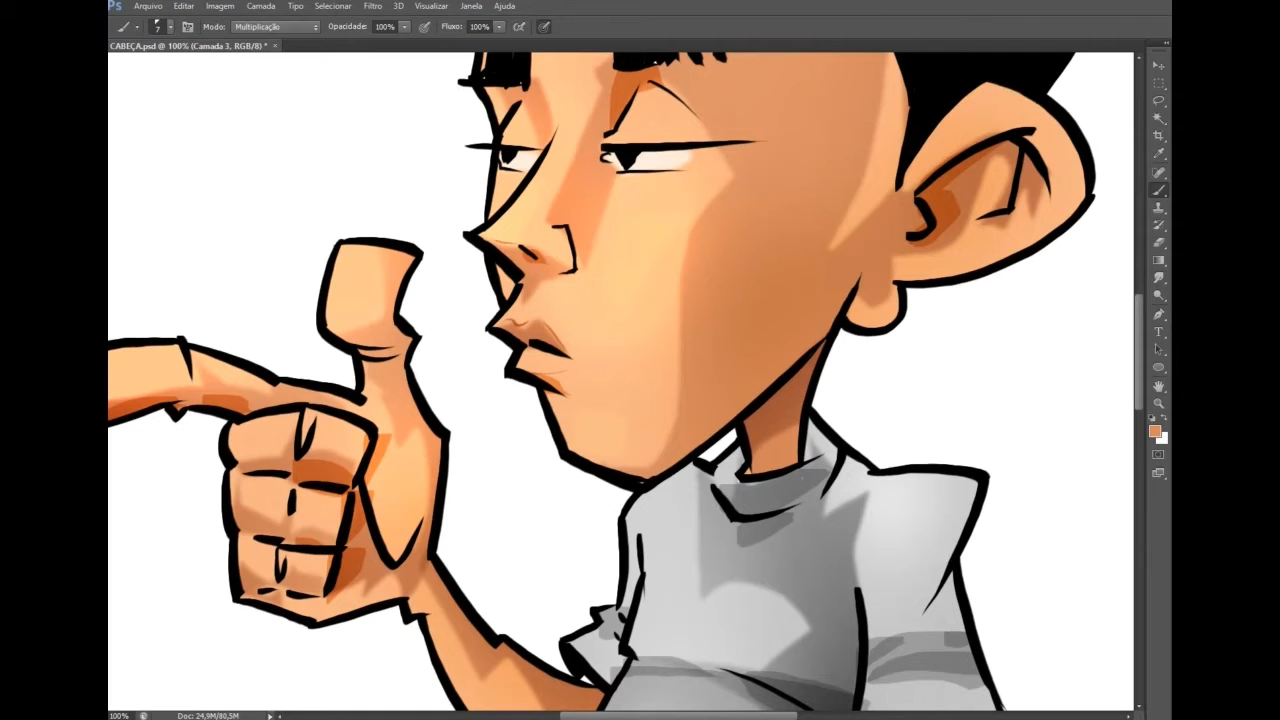 Ps Arquivo Editar Imagem Camada Tipo Selecionar Filtro 3D Visualizar Janela Ajuda
7 Modo: Multiplicação Opacidade: 100% Fluxo: 100%
CABEÇA.psd @ 100% (Camada 3, RGB/8) * ×
100% Doc: 24,9M/80,5M